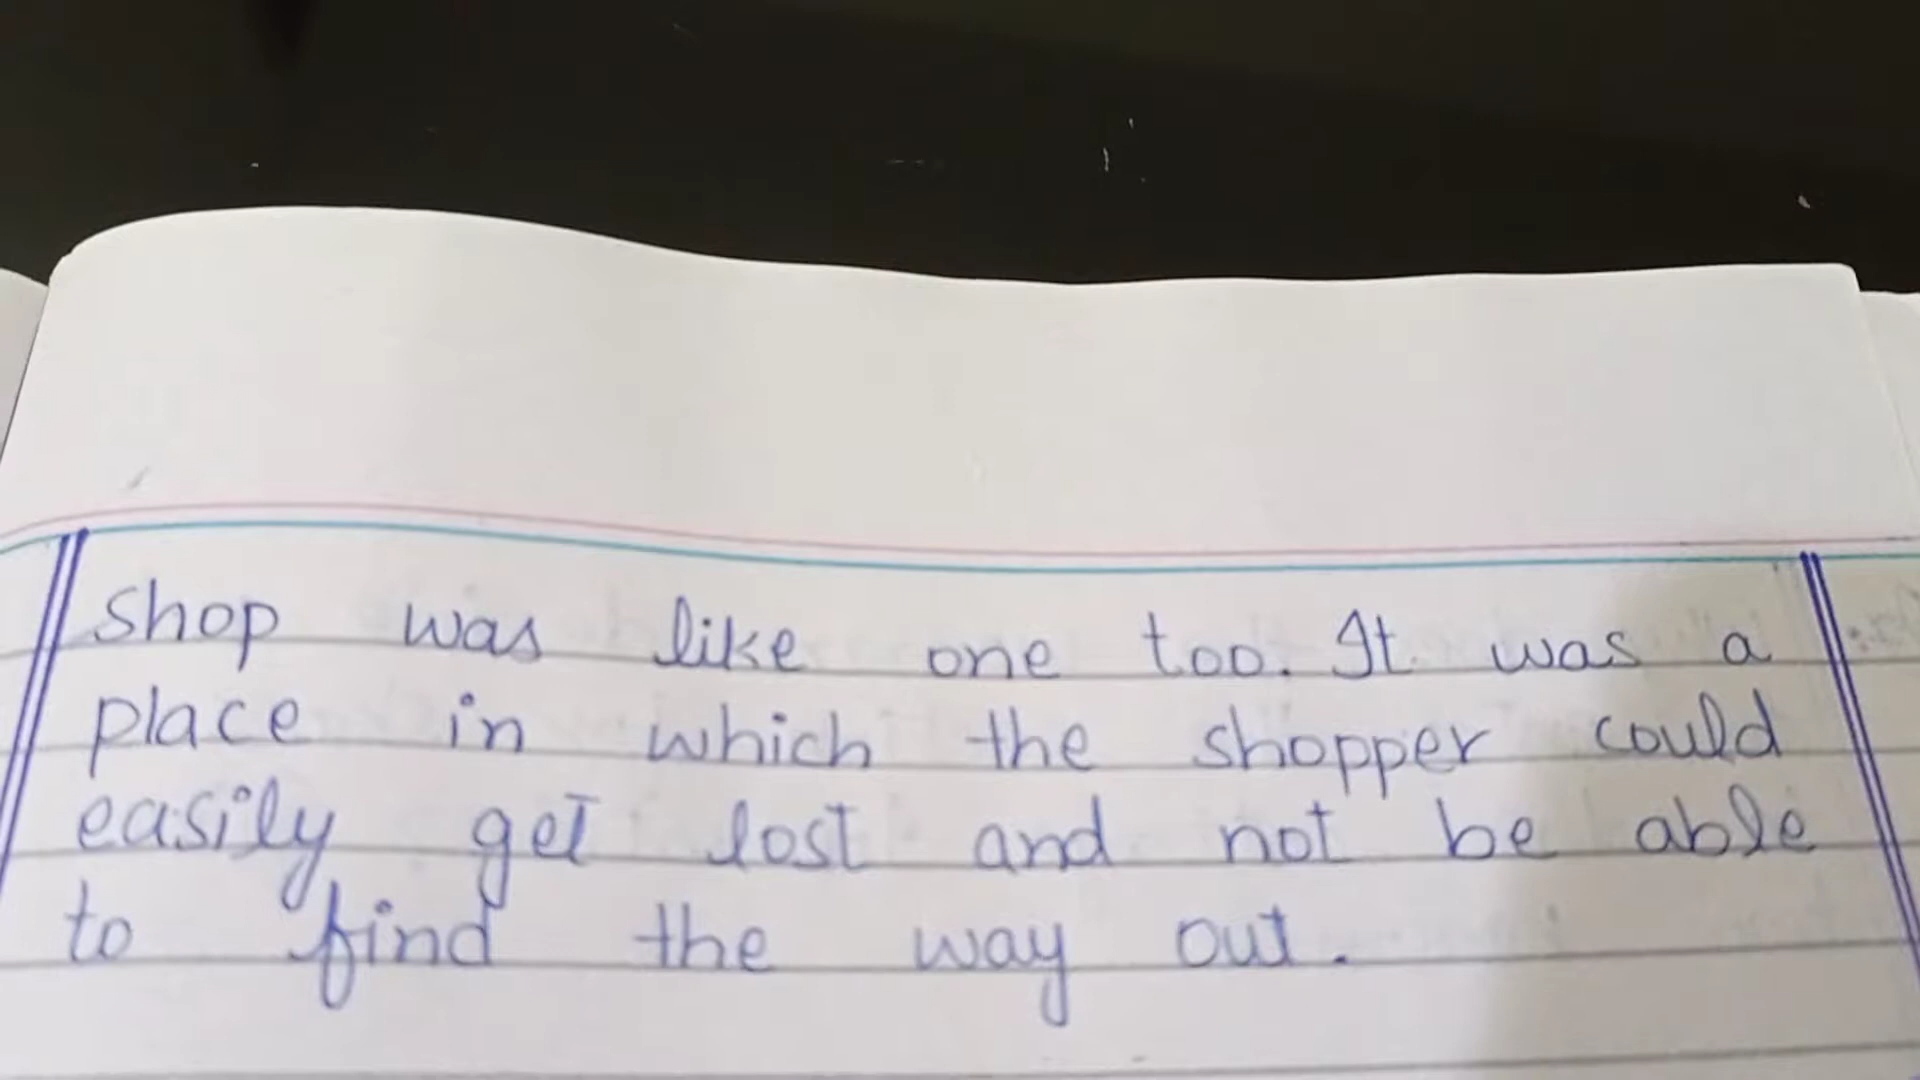 shop was like one too. It was a
place in which the shopper could
easily get lost and not be able
to find the way out.